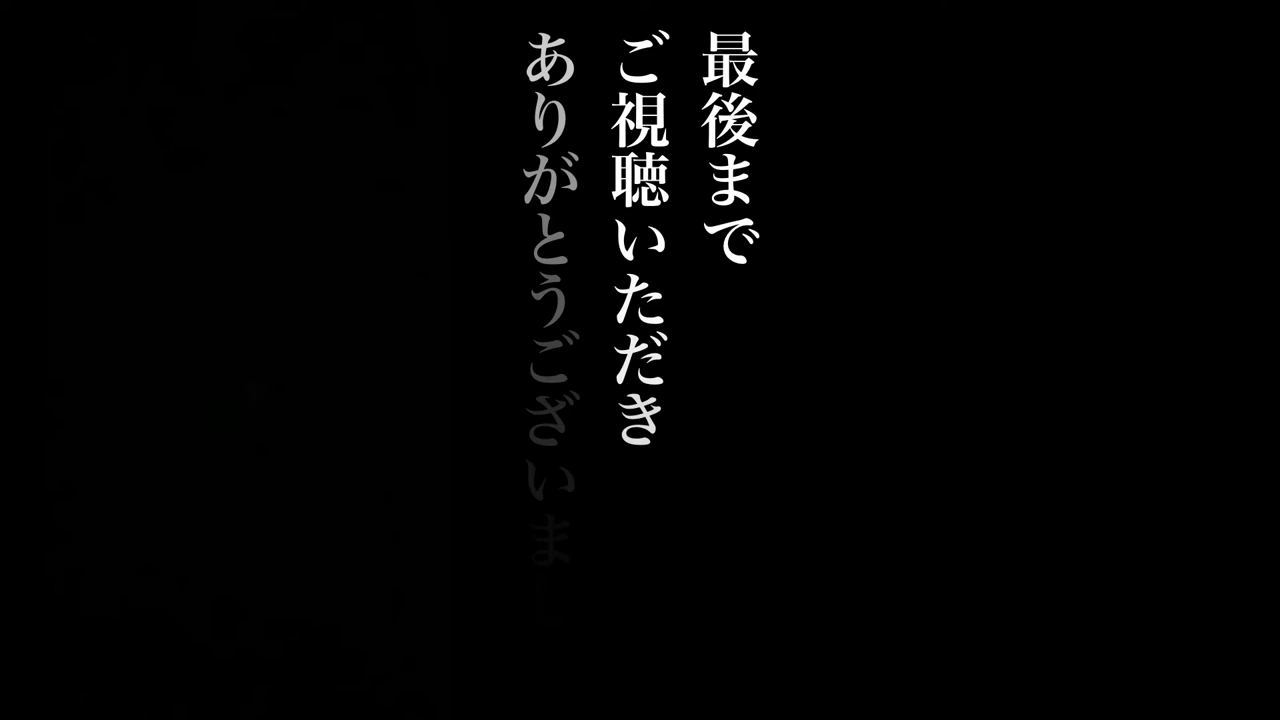 最後まで
ご視聴いただき
ありがとうございまし